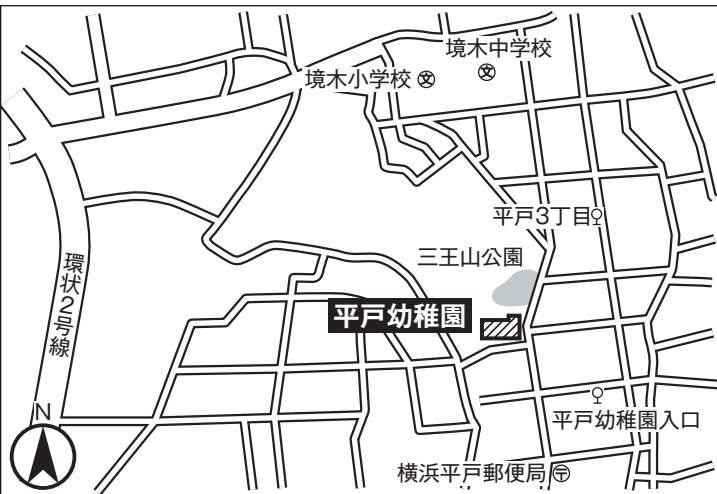 境木中学校
境木小学校
文
文
平戸3丁目
三王山公園
環状2号線
平戸幼稚園
N
平戸幼稚園入口
横浜平戸郵便局〶